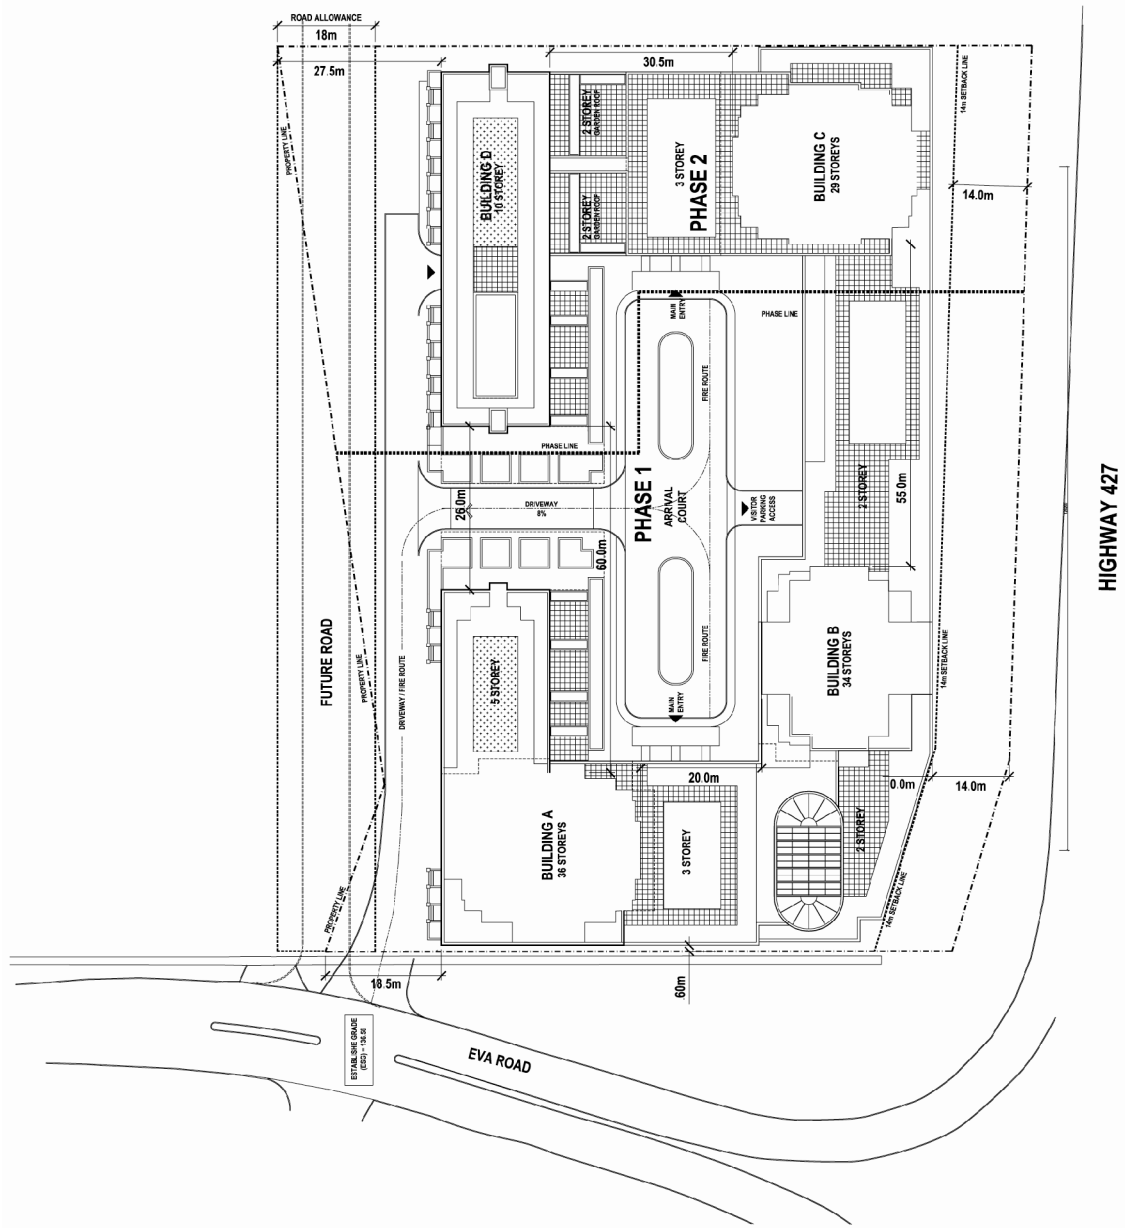 ROAD ALLOWANCE
18m
27.5m
30.5m
PROPERTY LINE
14m SETBACK LINE
2 STOREY
GARDEN ROOF
BUILDING D
10 STOREY
3 STOREY
PHASE 2
BUILDING C
29 STOREYS
14.0m
2 STOREY
GARDEN ROOF
MAIN
ENTRY
PHASE LINE
FIRE ROUTE
PHASE LINE
PHASE 1
ARRIVAL
COURT
VISITOR
PARKING
ACCESS
2 STOREY
55.0m
HIGHWAY 427
26.0m
DRIVEWAY
8%
60.0m
FUTURE ROAD
PROPERTY LINE
DRIVEWAY / FIRE ROUTE
5 STOREY
FIRE ROUTE
MAIN
ENTRY
BUILDING B
34 STOREYS
14m SETBACK LINE
20.0m
0.0m
14.0m
BUILDING A
36 STOREYS
3 STOREY
2 STOREY
PROPERTY LINE
14m SETBACK LINE
18.5m
.60m
ESTABLISHE GRADE
(ESG) = 136.50
EVA ROAD